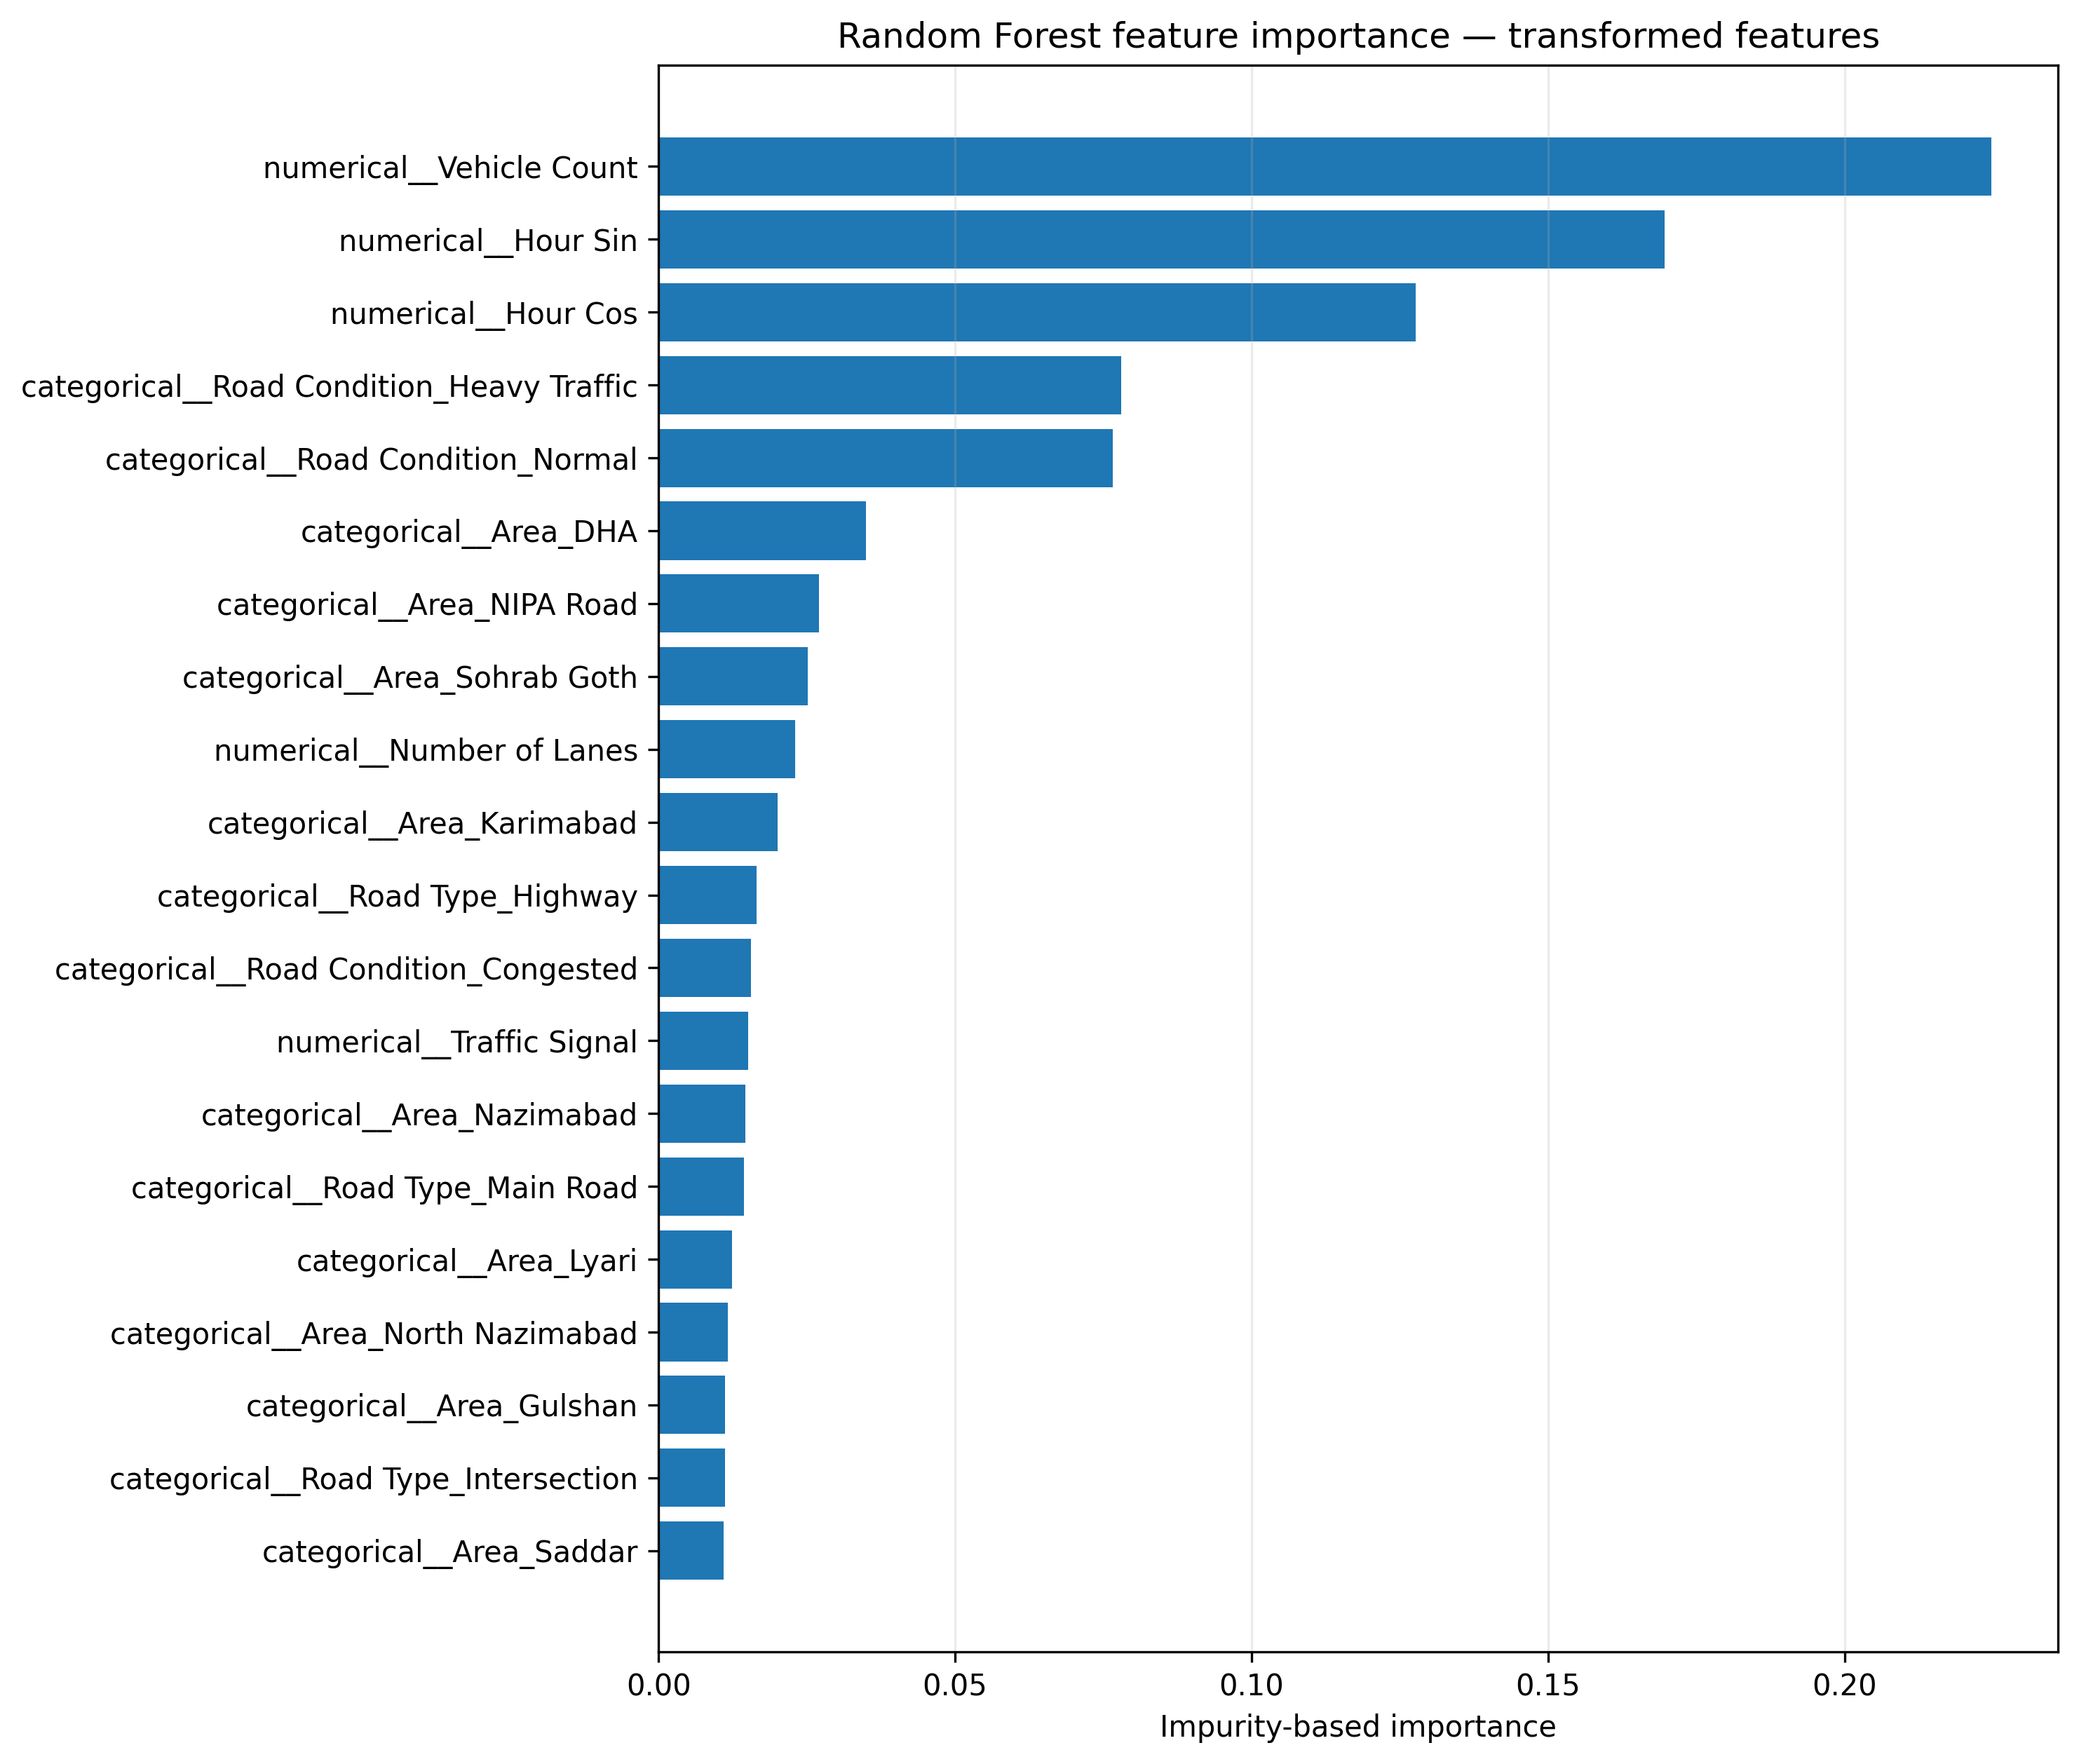 Random Forest feature importance — transformed features
numerical__Vehicle Count
numerical__Hour Sin
numerical__Hour Cos
categorical__Road Condition_Heavy Traffic
categorical__Road Condition_Normal
categorical__Area_DHA
categorical__Area_NIPA Road
categorical__Area_Sohrab Goth
numerical__Number of Lanes
categorical__Area_Karimabad
categorical__Road Type_Highway
categorical__Road Condition_Congested
numerical__Traffic Signal
categorical__Area_Nazimabad
categorical__Road Type_Main Road
categorical__Area_Lyari
categorical__Area_North Nazimabad
categorical__Area_Gulshan
categorical__Road Type_Intersection
categorical__Area_Saddar
0.00 0.05 0.10 0.15 0.20
Impurity-based importance